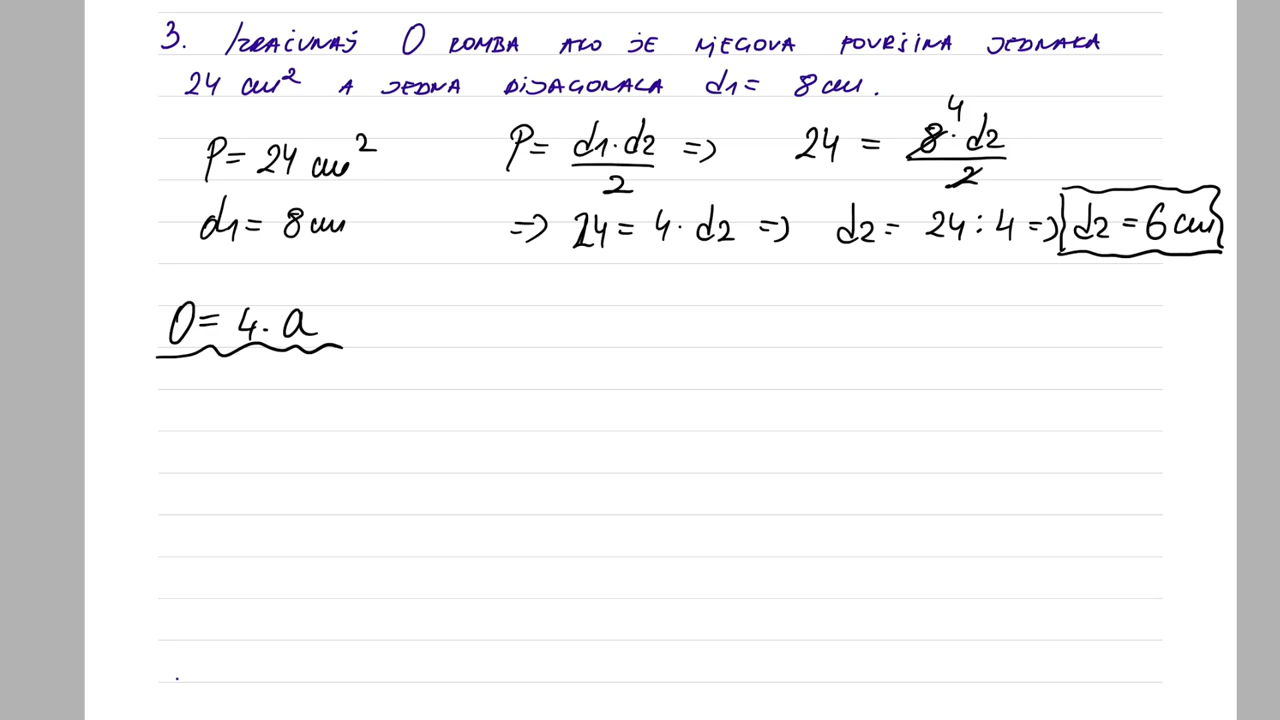 3. IZRAČUNAJ O ROMBA AKO JE NJEGOVA POVRŠINA JEDNAKA
24 cm² A JEDNA DIJAGONALA d1 = 8 cm.
P = 24 cm² P = d1 · d2 / 2 => 24 = 8 · d2 / 2 4
d1 = 8 cm => 24 = 4 · d2 => d2 = 24 : 4 => d2 = 6 cm
O = 4 · a